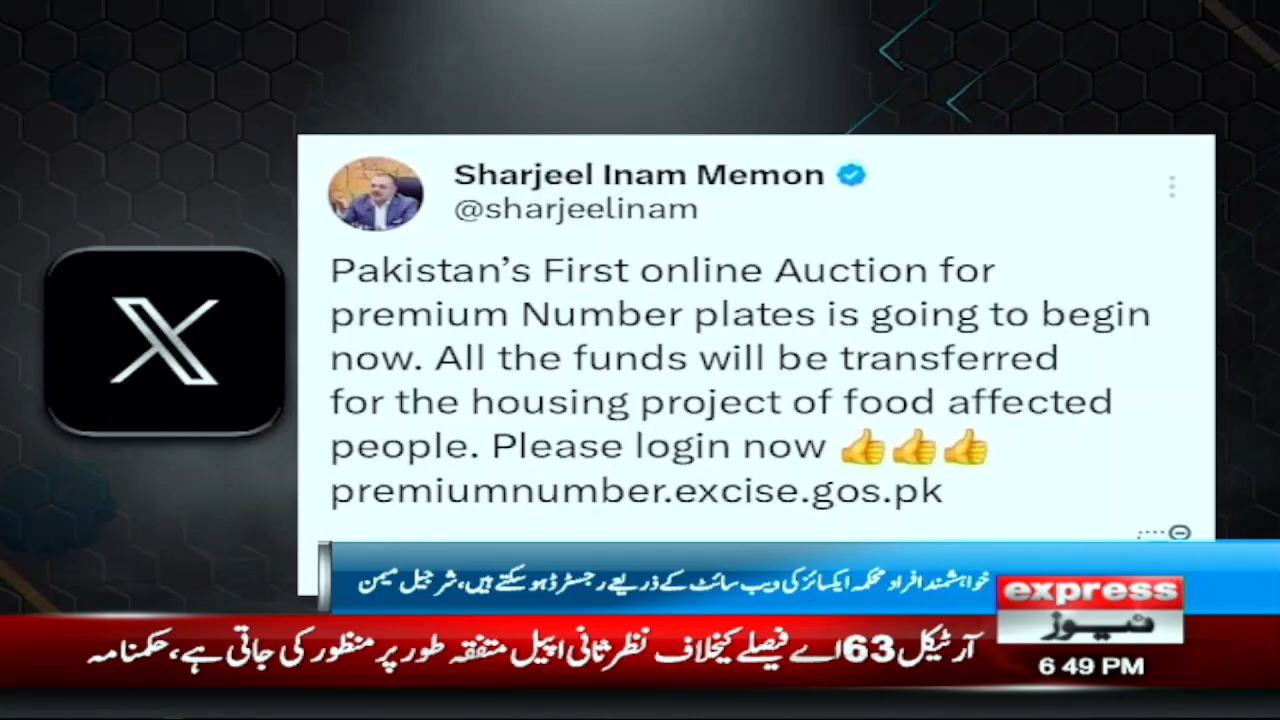 Sharjeel Inam Memon
@sharjeelinam
Pakistan's First online Auction for
premium Number plates is going to begin
now. All the funds will be transferred
for the housing project of food affected
people. Please login now 👍👍👍
premiumnumber.excise.gos.pk
خواہشمند افراد محکمہ ایکسائز کی ویب سائٹ کے ذریعے رجسٹرڈ ہوسکتے ہیں، شرجیل میمن
express
نیوز
آرٹیکل 63 اے فیصلے کیخلاف نظر ثانی اپیل متفقہ طور پر منظور کی جاتی ہے، حکمنامہ
6:49 PM